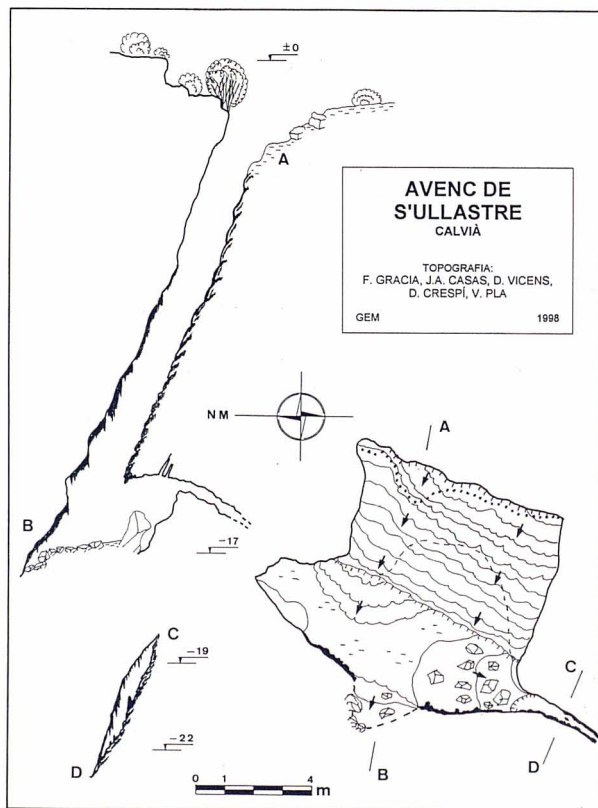 ±0
A
AVENC DE
S'ULLASTRE
CALVIÀ
TOPOGRAFIA:
F. GRACIA, J.A. CASAS, D. VICENS,
D. CRESPÍ, V. PLA
GEM 1998
NM
A
B
-17
C
-19
C
-22
D
B
D
0 1 4
m